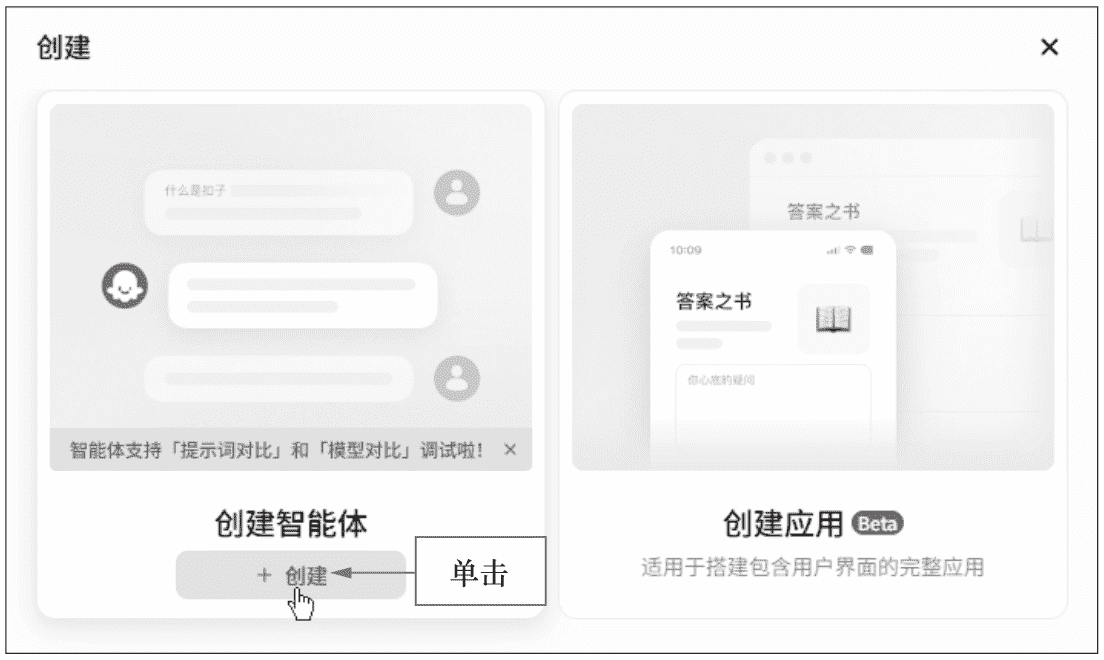 创建
×
什么是扣子
智能体支持「提示词对比」和「模型对比」调试啦！ ×
创建智能体
+ 创建
单击
答案之书
10:09
答案之书
你心底的疑问
创建应用 Beta
适用于搭建包含用户界面的完整应用